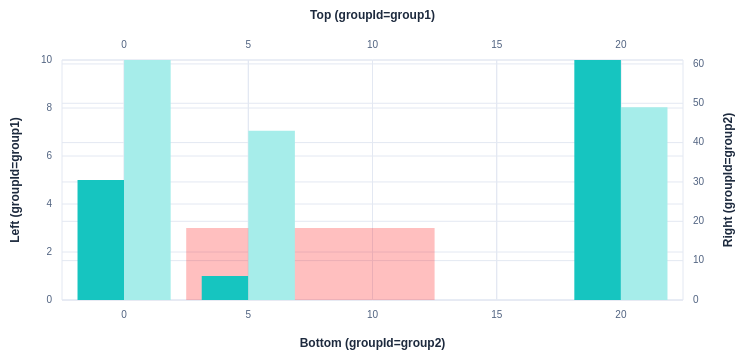 Top (groupId=group1)
0 5 10 15 20
10 60
50
8
40
6
30
4
20
2
10
0 0
Left (groupId=group1)
Right (groupId=group2)
0 5 10 15 20
Bottom (groupId=group2)